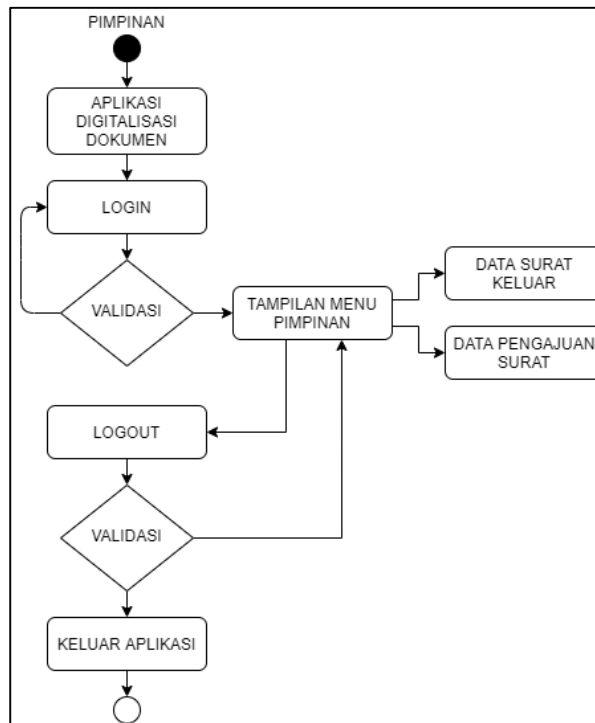 PIMPINAN
APLIKASI
DIGITALISASI
DOKUMEN
LOGIN
VALIDASI
TAMPILAN MENU
PIMPINAN
DATA SURAT
KELUAR
DATA PENGAJUAN
SURAT
LOGOUT
VALIDASI
KELUAR APLIKASI